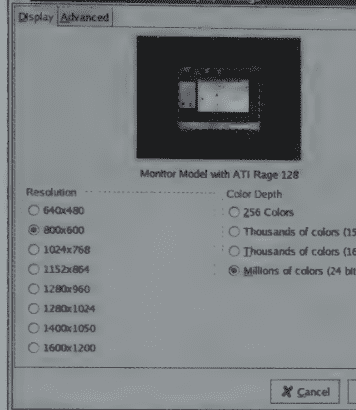 Display Advanced
Monitor Model with ATI Rage 128
Resolution
640x480
800x600
1024x768
1152x864
1280x960
1280x1024
1400x1050
1600x1200
Color Depth
256 Colors
Thousands of colors (15
Thousands of colors (16
Millions of colors (24 bit
Cancel